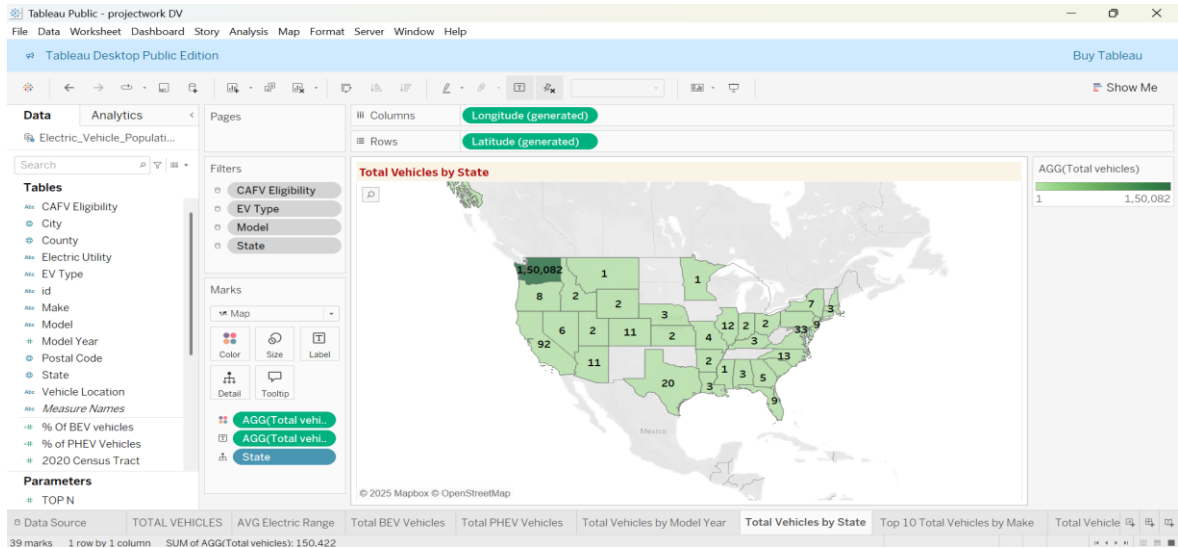 Tableau Public - projectwork DV
File Data Worksheet Dashboard Story Analysis Map Format Server Window Help
Tableau Desktop Public Edition
Buy Tableau
Show Me
Data
Analytics
Electric_Vehicle_Populati...
Search
Tables
Abc CAFV Eligibility
City
County
Abc Electric Utility
Abc EV Type
Abc id
Abc Make
Abc Model
# Model Year
Postal Code
State
Abc Vehicle Location
Abc Measure Names
=# % Of BEV vehicles
=# % of PHEV Vehicles
# 2020 Census Tract
Parameters
# TOP N
Pages
Filters
CAFV Eligibility
EV Type
Model
State
Marks
Map
Color
Size
Label
Detail
Tooltip
AGG(Total vehi..
AGG(Total vehi..
State
Columns
Longitude (generated)
Rows
Latitude (generated)
Total Vehicles by State
1,50,082
1
1
8
2
2
3
7
3
6
2
11
2
4
12
2
2
3
33
9
92
11
2
13
20
3
1
3
5
9
Mexico
© 2025 Mapbox © OpenStreetMap
AGG(Total vehicles)
1 1,50,082
Data Source
TOTAL VEHICLES
AVG Electric Range
Total BEV Vehicles
Total PHEV Vehicles
Total Vehicles by Model Year
Total Vehicles by State
Top 10 Total Vehicles by Make
Total Vehicle
39 marks 1 row by 1 column SUM of AGG(Total vehicles): 150,422